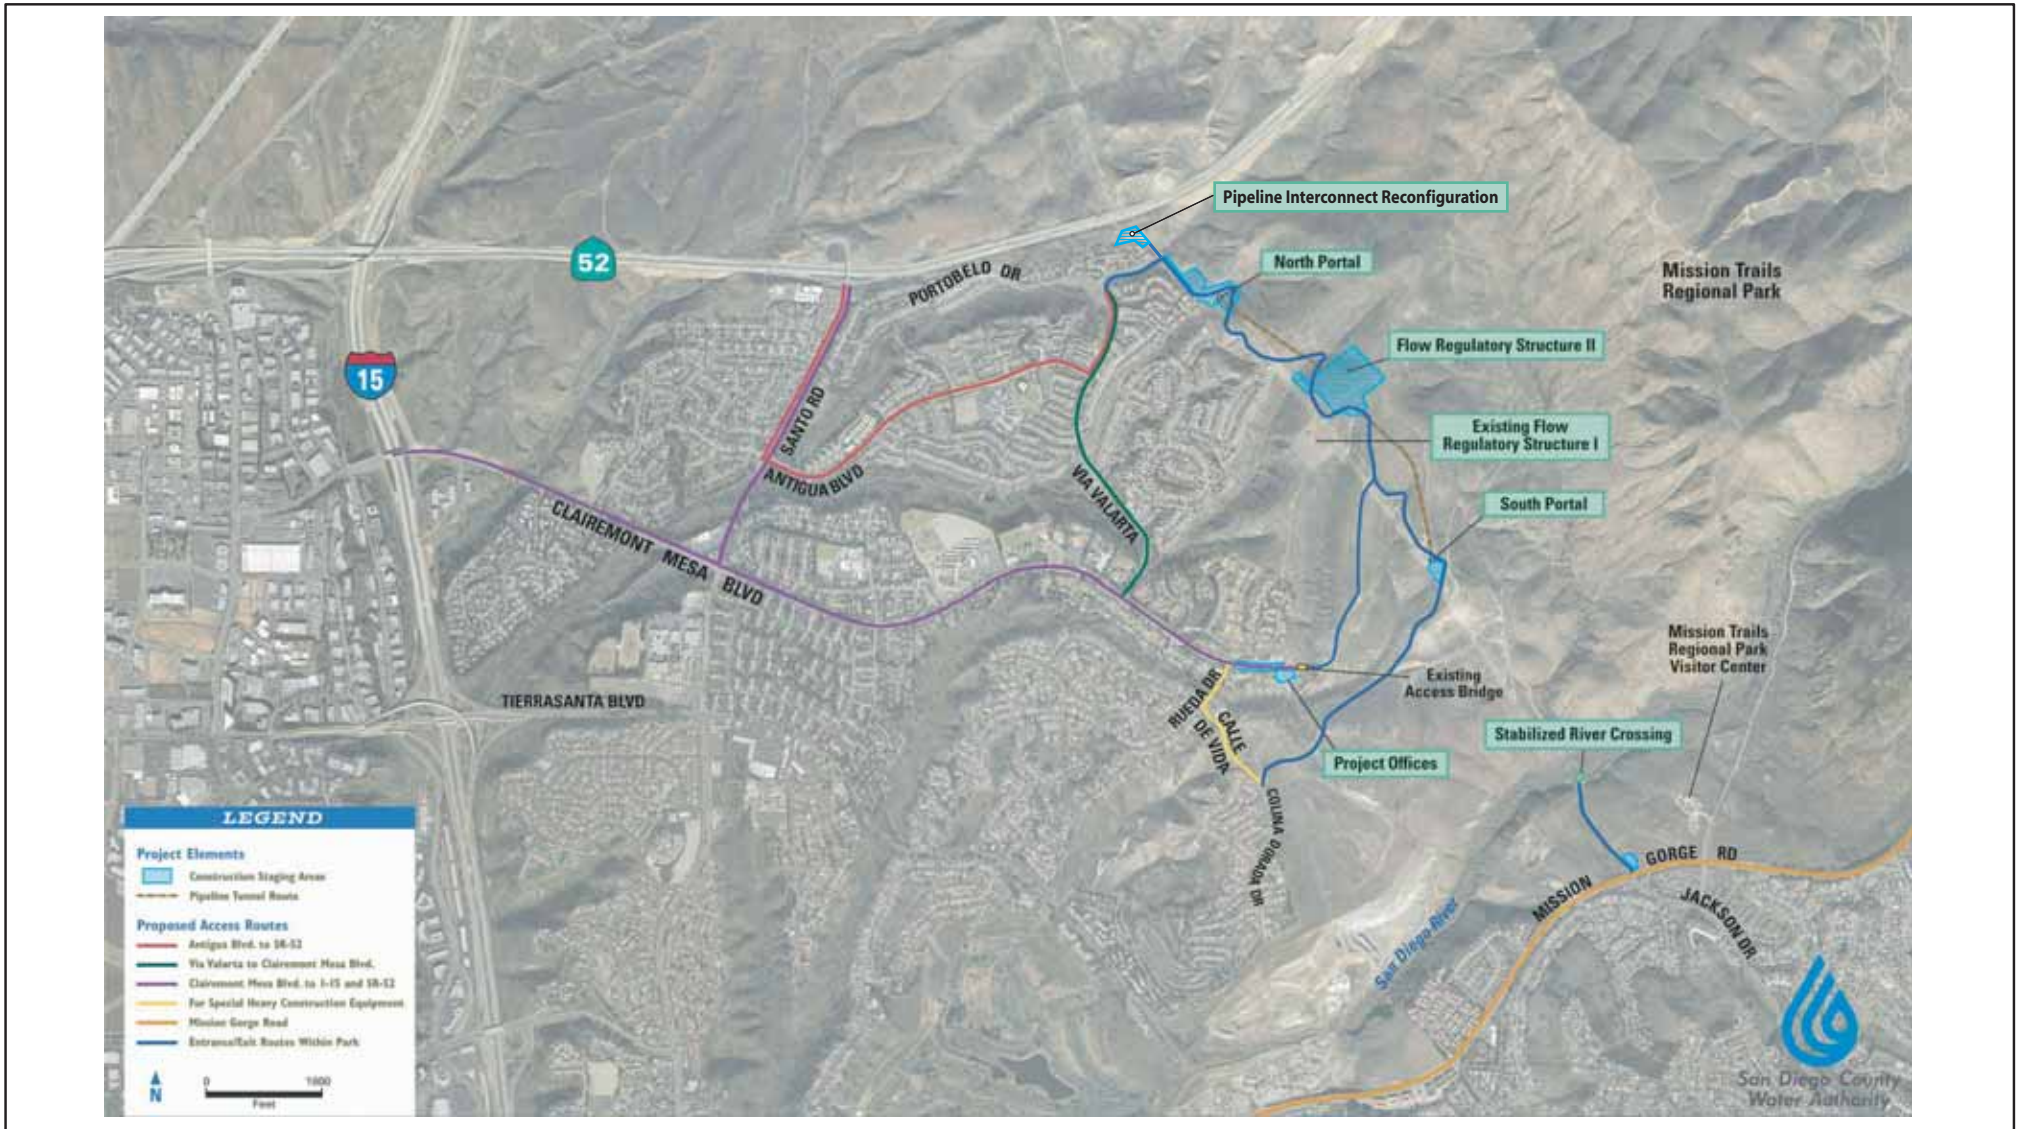 Pipeline Interconnect Reconfiguration
52
PORTOBELO DR
North Portal
Mission Trails
Regional Park
Flow Regulatory Structure II
15
SANTO RD
Existing Flow
Regulatory Structure I
ANTIGUA BLVD
VIA VALARTA
South Portal
CLAIREMONT MESA BLVD
Mission Trails
Regional Park
Visitor Center
Existing
Access Bridge
TIERRASANTA BLVD
RUEDA DR
CALLE
DE VIDA
Stabilized River Crossing
Project Offices
COLINA DORADA DR
MISSION GORGE RD
JACKSON DR
San Diego River
LEGEND
Project Elements
Construction Staging Areas
Pipeline Tunnel Route
Proposed Access Routes
Antigua Blvd. to SR-52
Via Valarta to Clairemont Mesa Blvd.
Clairemont Mesa Blvd. to I-15 and SR-52
For Special Heavy Construction Equipment
Mission Gorge Road
Entrance/Exit Routes Within Park
N
0
1000
Feet
San Diego County
Water Authority